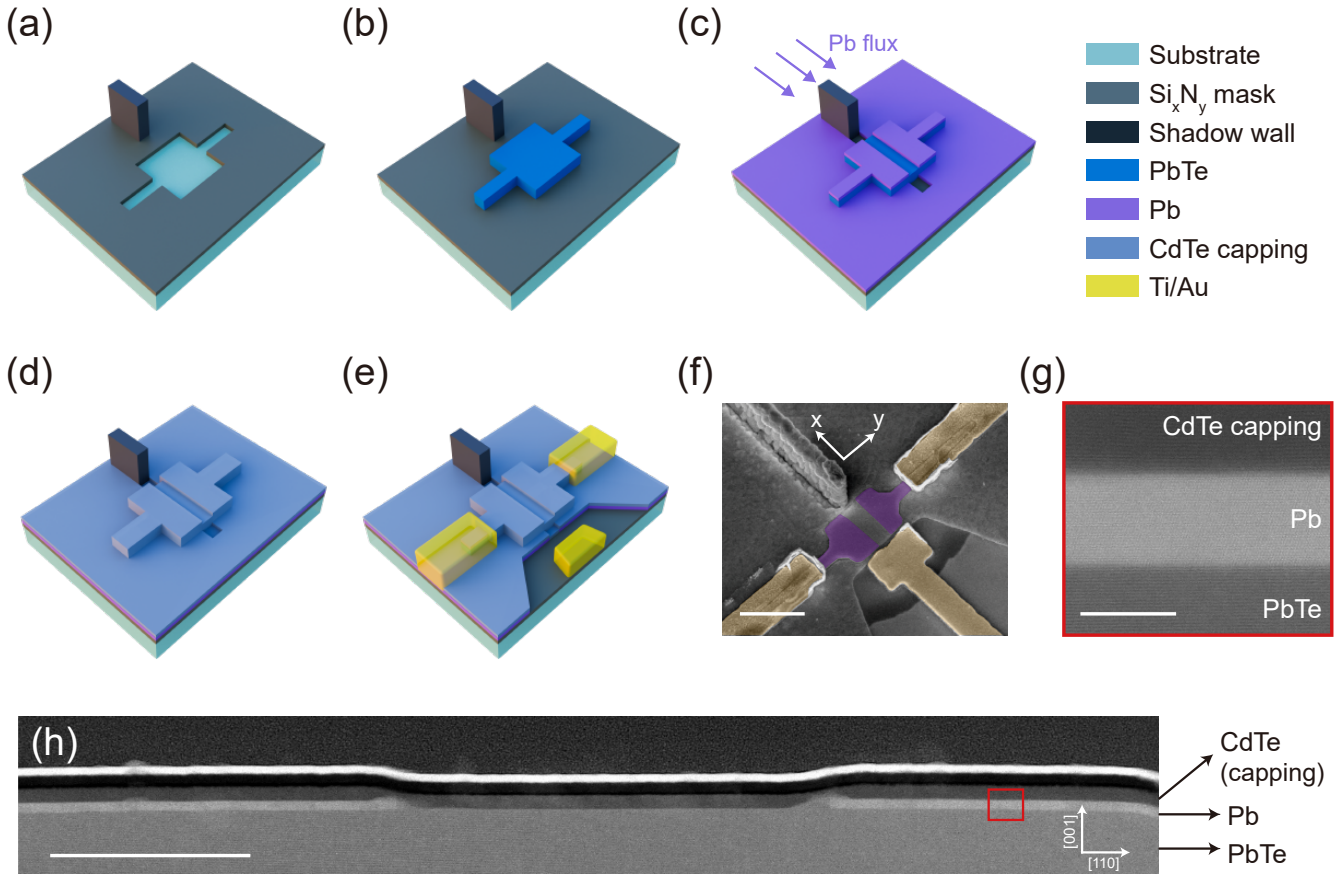 (a)
(b)
(c)
Pb flux
Substrate
SixNy mask
Shadow wall
PbTe
Pb
CdTe capping
Ti/Au
(d)
(e)
(f)
x
y
(g)
CdTe capping
Pb
PbTe
(h)
[001]
[110]
CdTe
(capping)
Pb
PbTe